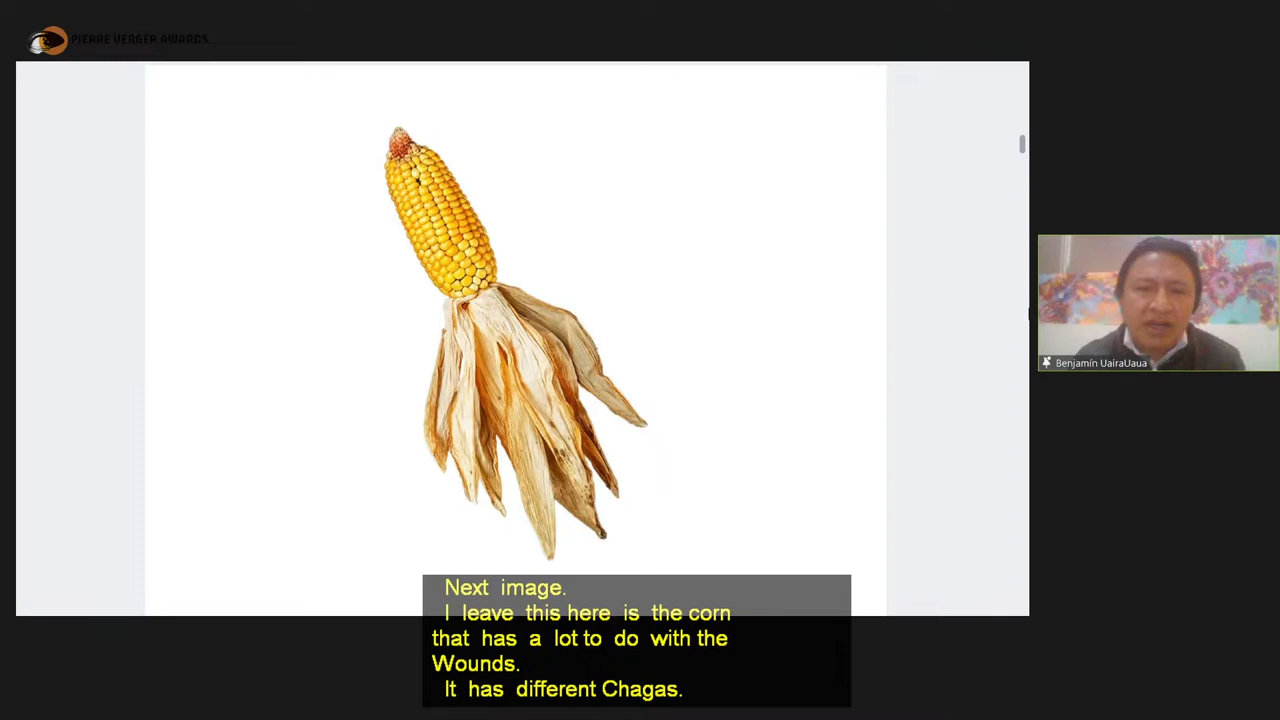 PIERRE VERGER AWARDS
Benjamín UairaUaua
Next image.
I leave this here is the corn
that has a lot to do with the
Wounds.
It has different Chagas.